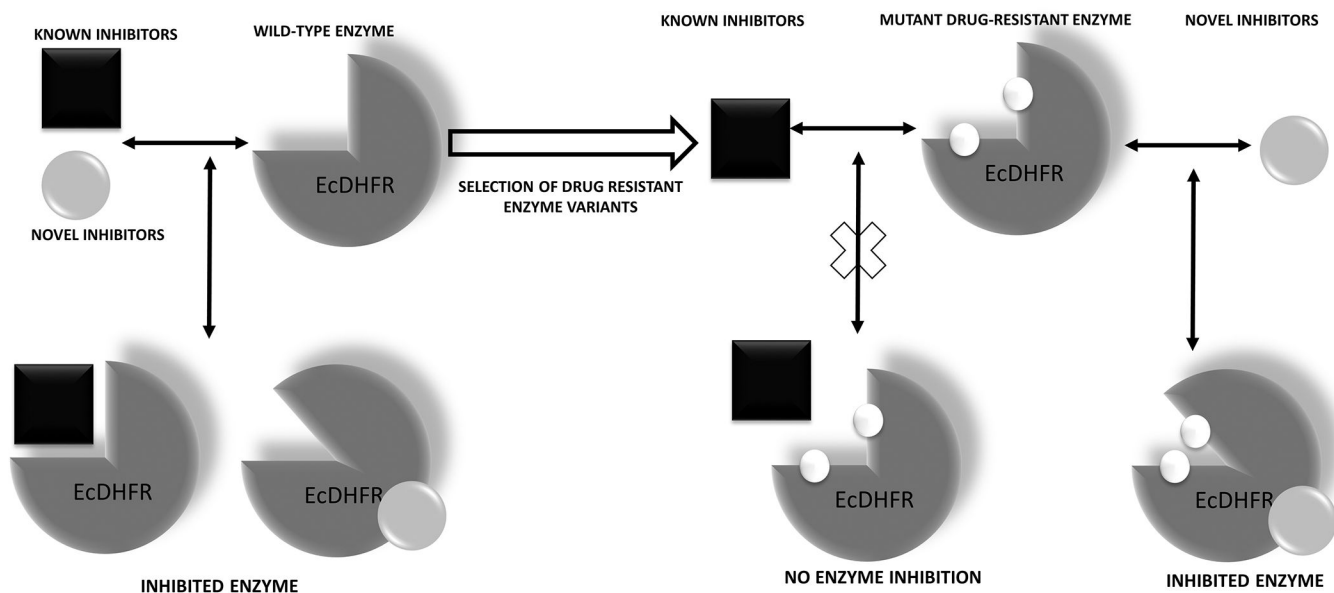 KNOWN INHIBITORS
WILD-TYPE ENZYME
KNOWN INHIBITORS
MUTANT DRUG-RESISTANT ENZYME
NOVEL INHIBITORS
EcDHFR
EcDHFR
SELECTION OF DRUG RESISTANT
ENZYME VARIANTS
NOVEL INHIBITORS
EcDHFR
EcDHFR
EcDHFR
EcDHFR
INHIBITED ENZYME
NO ENZYME INHIBITION
INHIBITED ENZYME